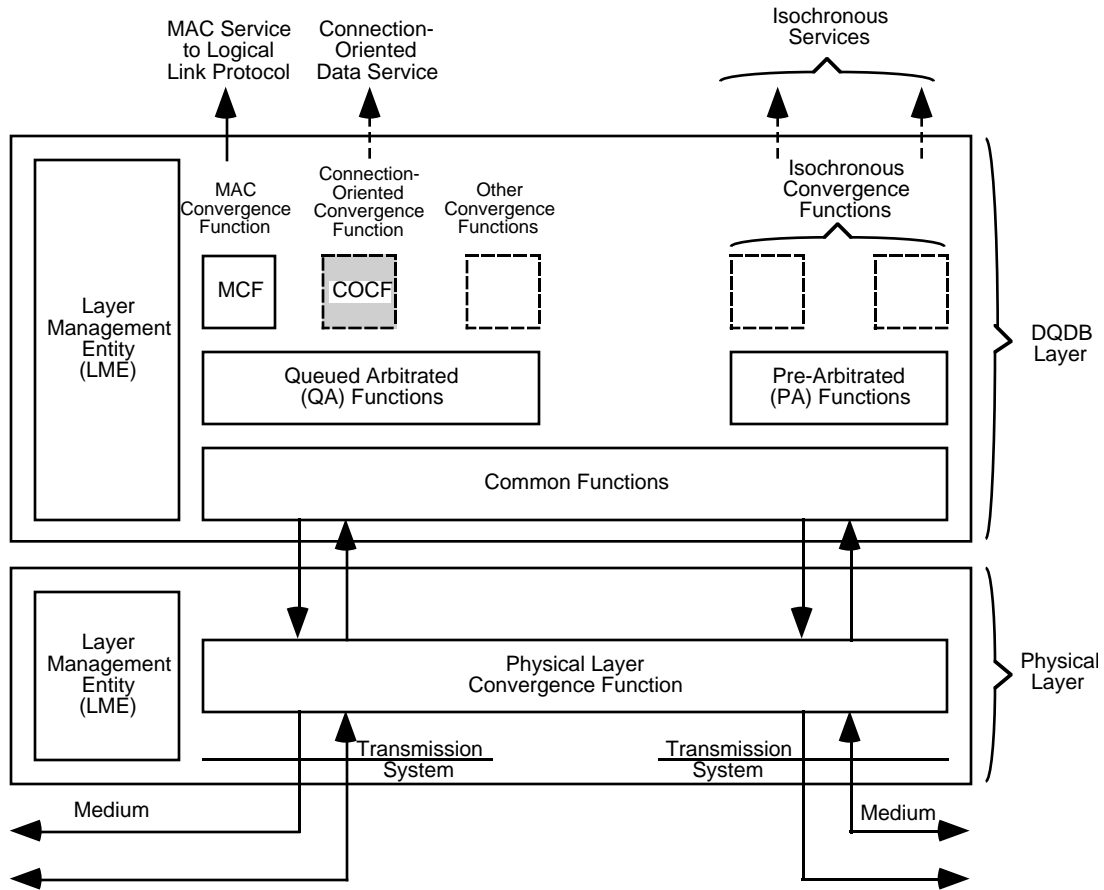 MAC Service
to Logical
Link Protocol
Connection-
Oriented
Data Service
Isochronous
Services
MAC
Convergence
Function
Connection-
Oriented
Convergence
Function
Other
Convergence
Functions
Isochronous
Convergence
Functions
MCF
COCF
Layer
Management
Entity
(LME)
Queued Arbitrated
(QA) Functions
Pre-Arbitrated
(PA) Functions
DQDB
Layer
Common Functions
Layer
Management
Entity
(LME)
Physical Layer
Convergence Function
Physical
Layer
Transmission
System
Transmission
System
Medium
Medium